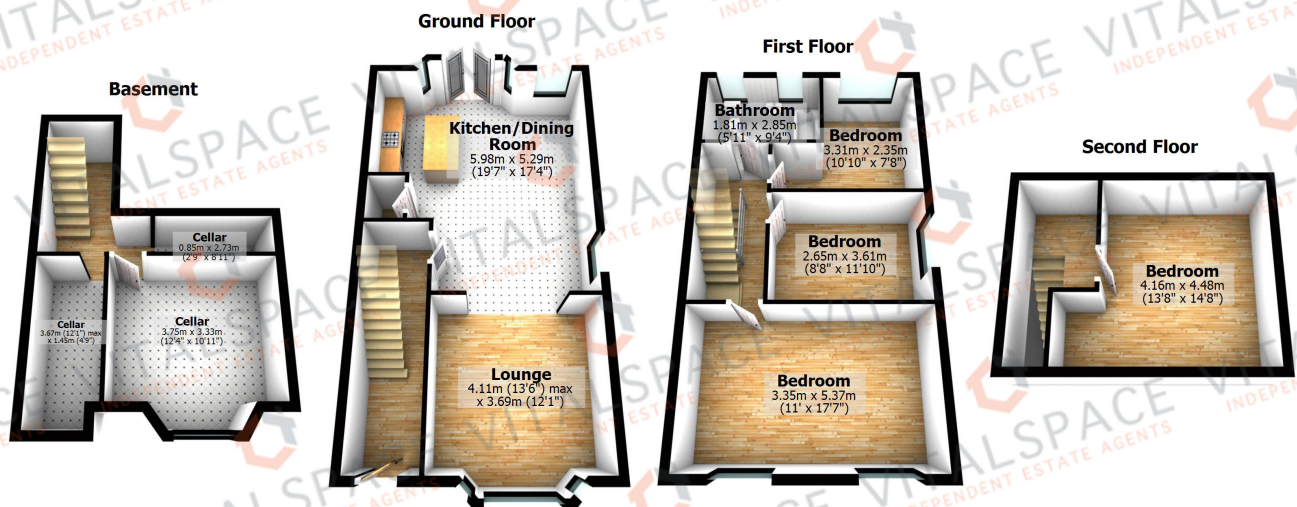 Basement
Cellar
0.85m x 2.73m
(2'9" x 8'11")
Cellar
3.67m (12'1") max
x 1.45m (4'9")
Cellar
3.75m x 3.33m
(12'4" x 10'11")
Ground Floor
Kitchen/Dining
Room
5.98m x 5.29m
(19'7" x 17'4")
Lounge
4.11m (13'6") max
x 3.69m (12'1")
First Floor
Bathroom
1.81m x 2.85m
(5'11" x 9'4")
Bedroom
3.31m x 2.35m
(10'10" x 7'8")
Bedroom
2.65m x 3.61m
(8'8" x 11'10")
Bedroom
3.35m x 5.37m
(11' x 17'7")
Second Floor
Bedroom
4.16m x 4.48m
(13'8" x 14'8")
VITALSPACE
INDEPENDENT ESTATE AGENTS